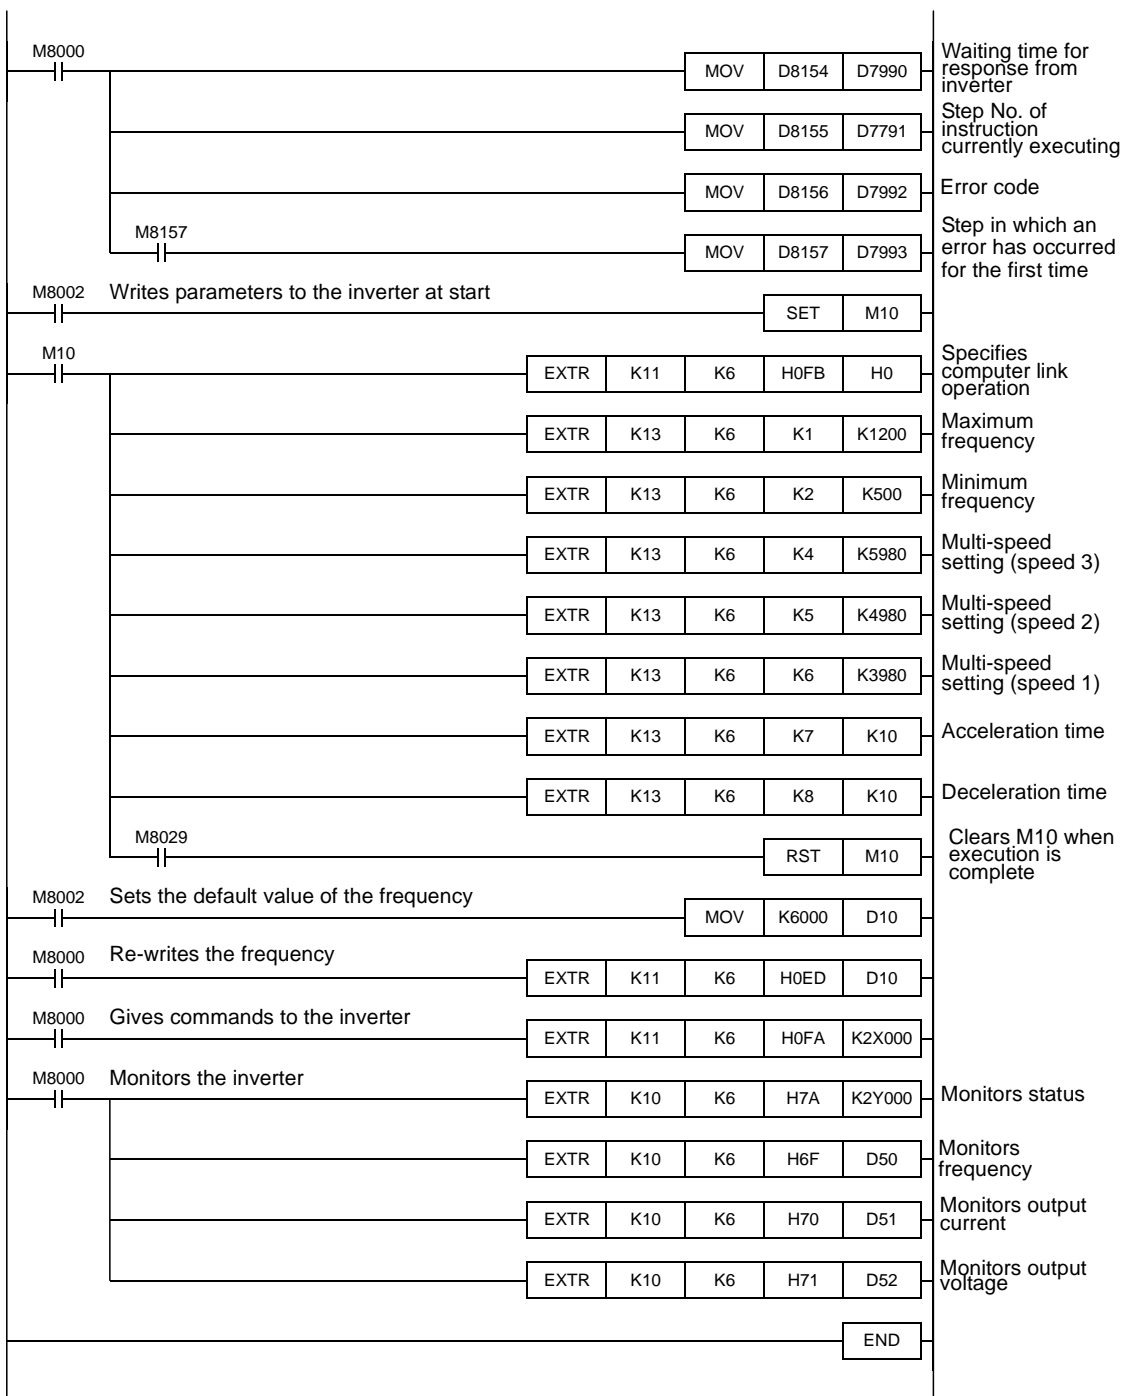 M8000
MOV D8154 D7990
Waiting time for
response from
inverter
MOV D8155 D7791
Step No. of
instruction
currently executing
MOV D8156 D7992
Error code
M8157
MOV D8157 D7993
Step in which an
error has occurred
for the first time
M8002 Writes parameters to the inverter at start
SET M10
M10
EXTR K11 K6 H0FB H0
Specifies
computer link
operation
EXTR K13 K6 K1 K1200
Maximum
frequency
EXTR K13 K6 K2 K500
Minimum
frequency
EXTR K13 K6 K4 K5980
Multi-speed
setting (speed 3)
EXTR K13 K6 K5 K4980
Multi-speed
setting (speed 2)
EXTR K13 K6 K6 K3980
Multi-speed
setting (speed 1)
EXTR K13 K6 K7 K10
Acceleration time
EXTR K13 K6 K8 K10
Deceleration time
M8029
RST M10
Clears M10 when
execution is
complete
M8002 Sets the default value of the frequency
MOV K6000 D10
M8000 Re-writes the frequency
EXTR K11 K6 H0ED D10
M8000 Gives commands to the inverter
EXTR K11 K6 H0FA K2X000
M8000 Monitors the inverter
EXTR K10 K6 H7A K2Y000
Monitors status
EXTR K10 K6 H6F D50
Monitors
frequency
EXTR K10 K6 H70 D51
Monitors output
current
EXTR K10 K6 H71 D52
Monitors output
voltage
END